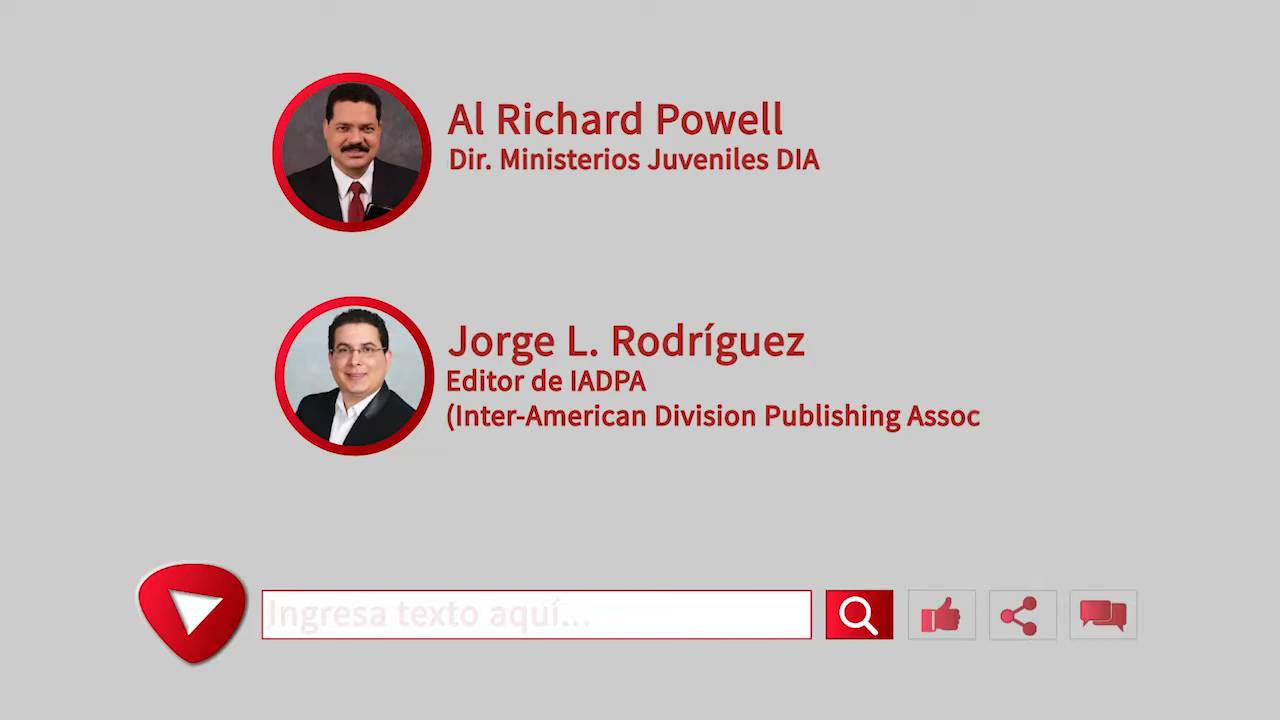 Al Richard Powell
Dir. Ministerios Juveniles DIA
Jorge L. Rodríguez
Editor de IADPA
(Inter-American Division Publishing Assoc
Ingresa texto aquí...